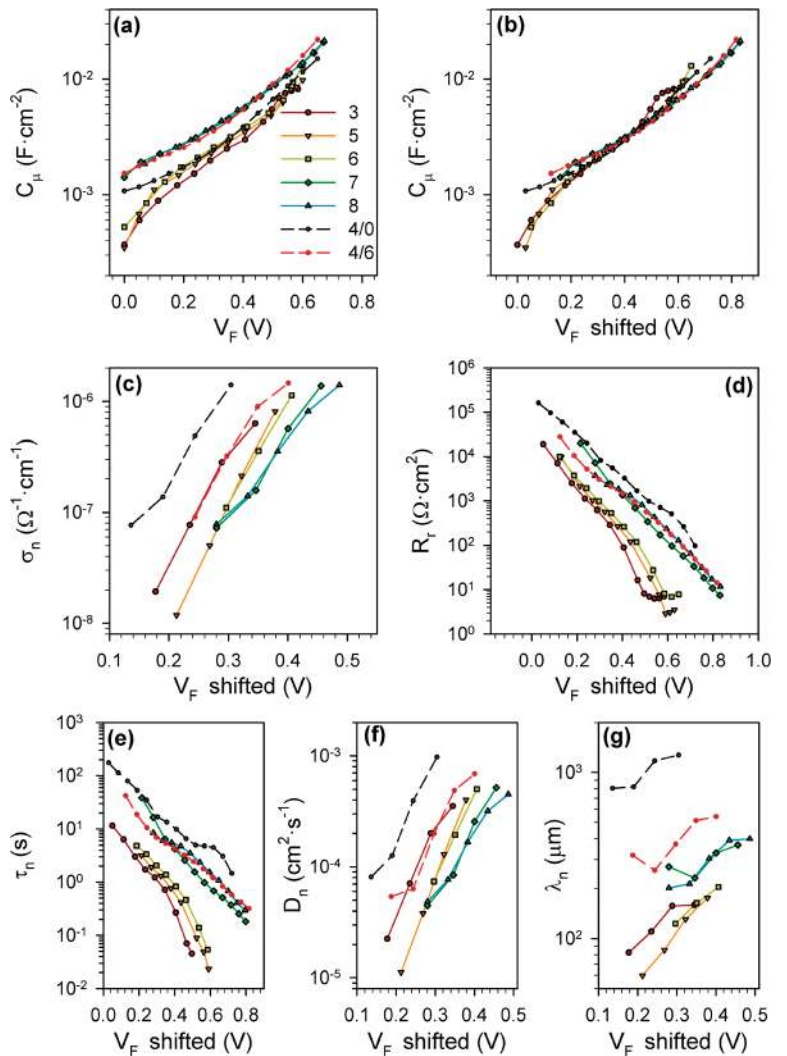 (a)
(b)
10⁻²
10⁻³
C_μ (F·cm⁻²)
3
5
6
7
8
4/0
4/6
0.0 0.2 0.4 0.6 0.8
V_F (V)
10⁻²
10⁻³
C_μ (F·cm⁻²)
0.0 0.2 0.4 0.6 0.8
V_F shifted (V)
(c)
10⁻⁶
10⁻⁷
10⁻⁸
σ_n (Ω⁻¹·cm⁻¹)
0.1 0.2 0.3 0.4 0.5
V_F shifted (V)
(d)
10⁶
10⁵
10⁴
10³
10²
10¹
10⁰
R_r (Ω·cm²)
0.0 0.2 0.4 0.6 0.8 1.0
V_F shifted (V)
(e)
10³
10²
10¹
10⁰
10⁻¹
10⁻²
τ_n (s)
0.0 0.2 0.4 0.6 0.8
V_F shifted (V)
(f)
10⁻³
10⁻⁴
10⁻⁵
D_n (cm²·s⁻¹)
0.1 0.2 0.3 0.4 0.5
V_F shifted (V)
(g)
10³
10²
λ_n (μm)
0.1 0.2 0.3 0.4 0.5
V_F shifted (V)